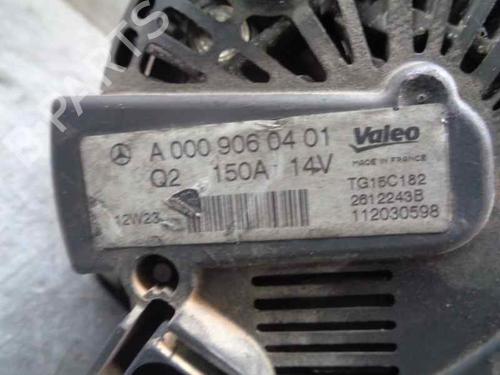 A 000 906 04 01
Q2 150A 14V
12W23
Valeo
MADE IN FRANCE
TG15C182
2612243B
112030598
PARTS